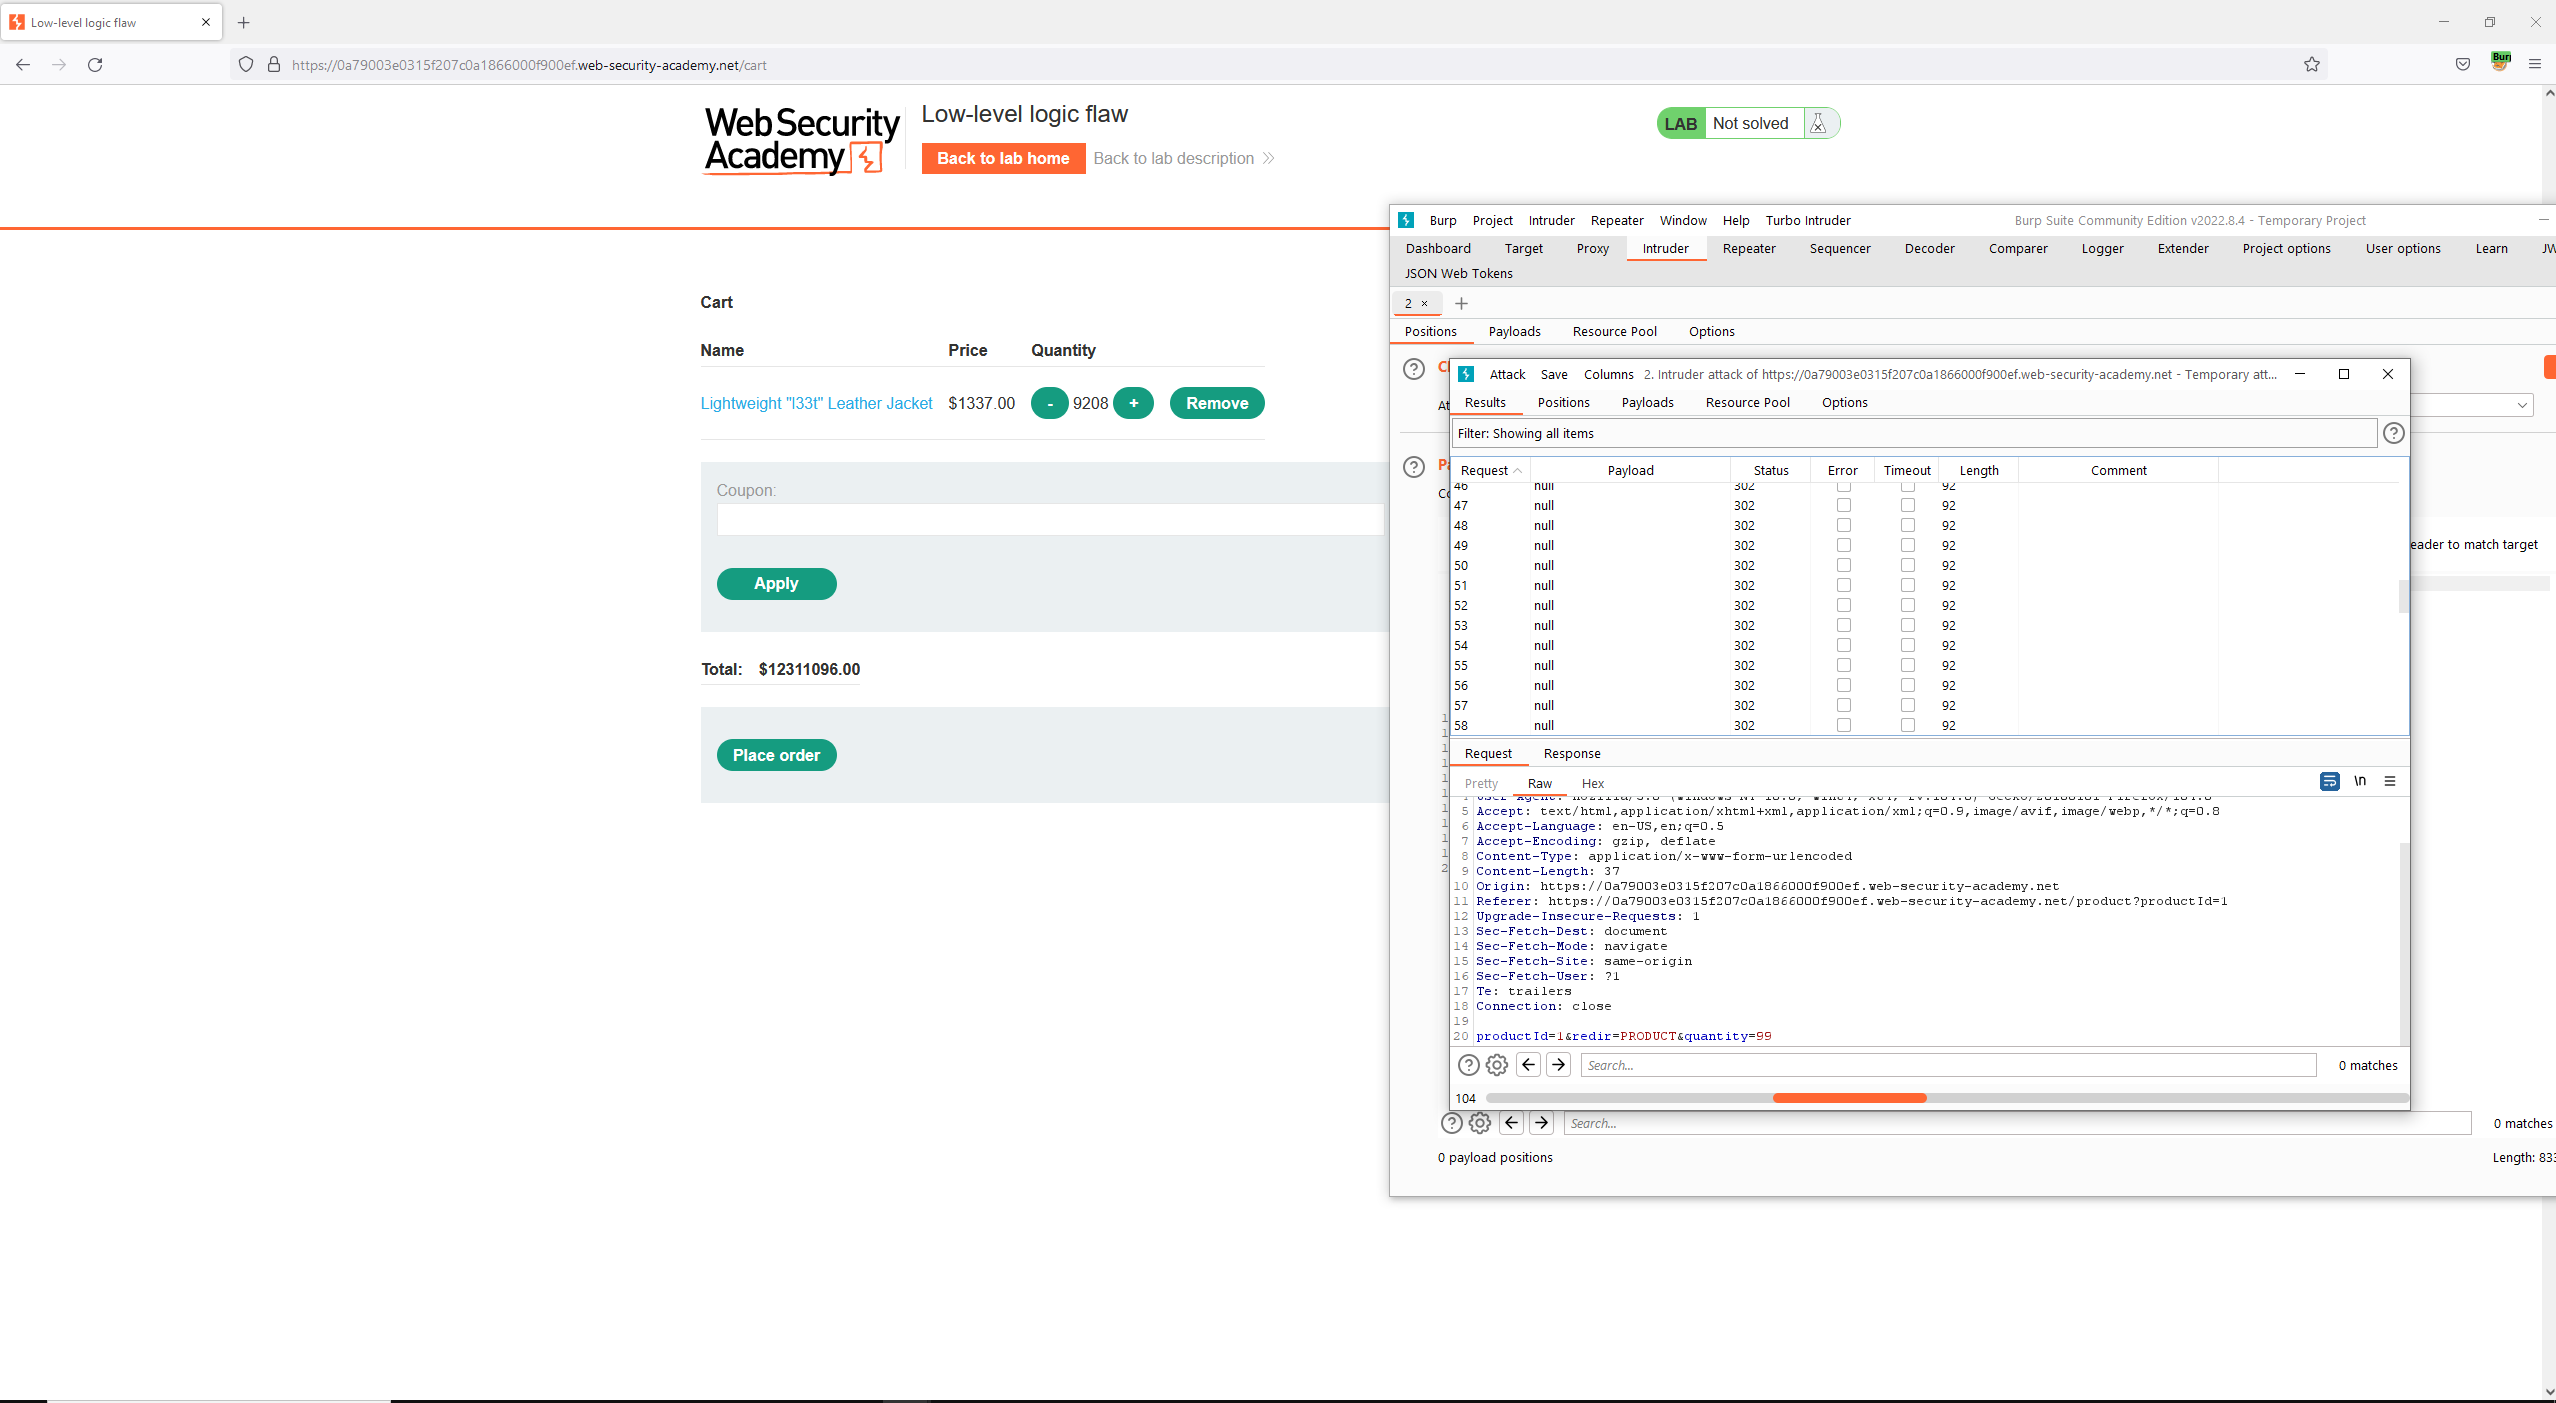 Low-level logic flaw
https://0a79003e0315f207c0a1866000f900ef.web-security-academy.net/cart
Bur
Web Security
Academy
Low-level logic flaw
Back to lab home
Back to lab description
LAB
Not solved
Cart
Name Price Quantity
Lightweight "l33t" Leather Jacket $1337.00 - 9208 + Remove
Coupon:
Apply
Total: $12311096.00
Place order
Burp Project Intruder Repeater Window Help Turbo Intruder Burp Suite Community Edition v2022.8.4 - Temporary Project
Dashboard Target Proxy Intruder Repeater Sequencer Decoder Comparer Logger Extender Project options User options Learn JW
JSON Web Tokens
2 × +
Positions Payloads Resource Pool Options
At
Co
eader to match target
Attack Save Columns 2. Intruder attack of https://0a79003e0315f207c0a1866000f900ef.web-security-academy.net - Temporary att...
Results Positions Payloads Resource Pool Options
Filter: Showing all items
Request Payload Status Error Timeout Length Comment
46 null 302 92
47 null 302 92
48 null 302 92
49 null 302 92
50 null 302 92
51 null 302 92
52 null 302 92
53 null 302 92
54 null 302 92
55 null 302 92
56 null 302 92
57 null 302 92
58 null 302 92
Request Response
Pretty Raw Hex \n
5 Accept: text/html,application/xhtml+xml,application/xml;q=0.9,image/avif,image/webp,*/*;q=0.8
6 Accept-Language: en-US,en;q=0.5
7 Accept-Encoding: gzip, deflate
8 Content-Type: application/x-www-form-urlencoded
9 Content-Length: 37
10 Origin: https://0a79003e0315f207c0a1866000f900ef.web-security-academy.net
11 Referer: https://0a79003e0315f207c0a1866000f900ef.web-security-academy.net/product?productId=1
12 Upgrade-Insecure-Requests: 1
13 Sec-Fetch-Dest: document
14 Sec-Fetch-Mode: navigate
15 Sec-Fetch-Site: same-origin
16 Sec-Fetch-User: ?1
17 Te: trailers
18 Connection: close
19
20 productId=1&redir=PRODUCT&quantity=99
Search... 0 matches
104
Search... 0 matches
0 payload positions Length: 833